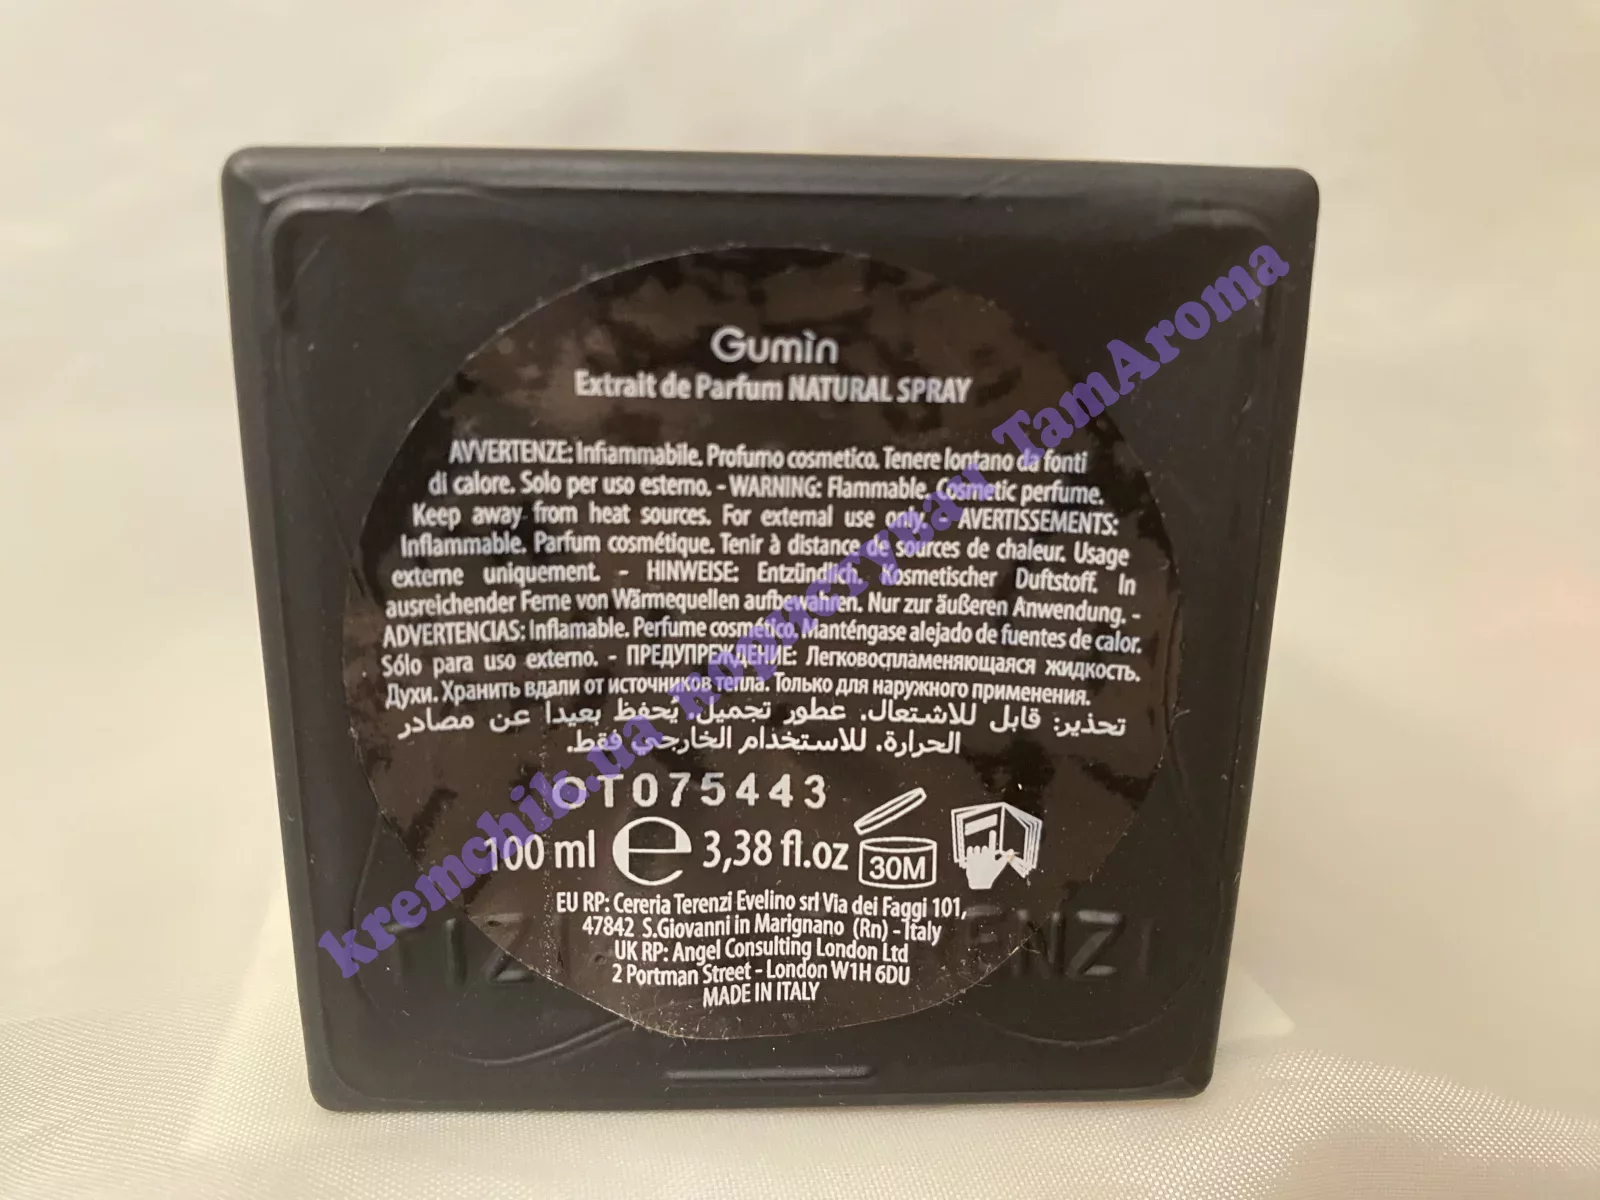 Gumìn
Extrait de Parfum NATURAL SPRAY
AVVERTENZE: Infiammabile. Profumo cosmetico. Tenere lontano da fonti
di calore. Solo per uso esterno. - WARNING: Flammable. Cosmetic perfume.
Keep away from heat sources. For external use only. - AVERTISSEMENTS:
Inflammable. Parfum cosmétique. Tenir à distance de sources de chaleur. Usage
externe uniquement. - HINWEISE: Entzündlich. Kosmetischer Duftstoff. In
ausreichender Ferne von Wärmequellen aufbewahren. Nur zur äußeren Anwendung. -
ADVERTENCIAS: Inflamable. Perfume cosmético. Manténgase alejado de fuentes de calor.
Sólo para uso externo. - ПРЕДУПРЕЖДЕНИЕ: Легковоспламеняющаяся жидкость.
Духи. Хранить вдали от источников тепла. Только для наружного применения.
تحذير: قابل للاشتعال. عطور تجميل. يُحفظ بعيدا عن مصادر
الحرارة. للاستخدام الخارجي فقط.
OT075443
100 ml e 3,38 fl.oz 30M
EU RP: Cereria Terenzi Evelino srl Via dei Faggi 101,
47842 S.Giovanni in Marignano (Rn) - Italy
UK RP: Angel Consulting London Ltd
2 Portman Street - London W1H 6DU
MADE IN ITALY
TIZI ENZI
kremchik.ua користувач TamAroma